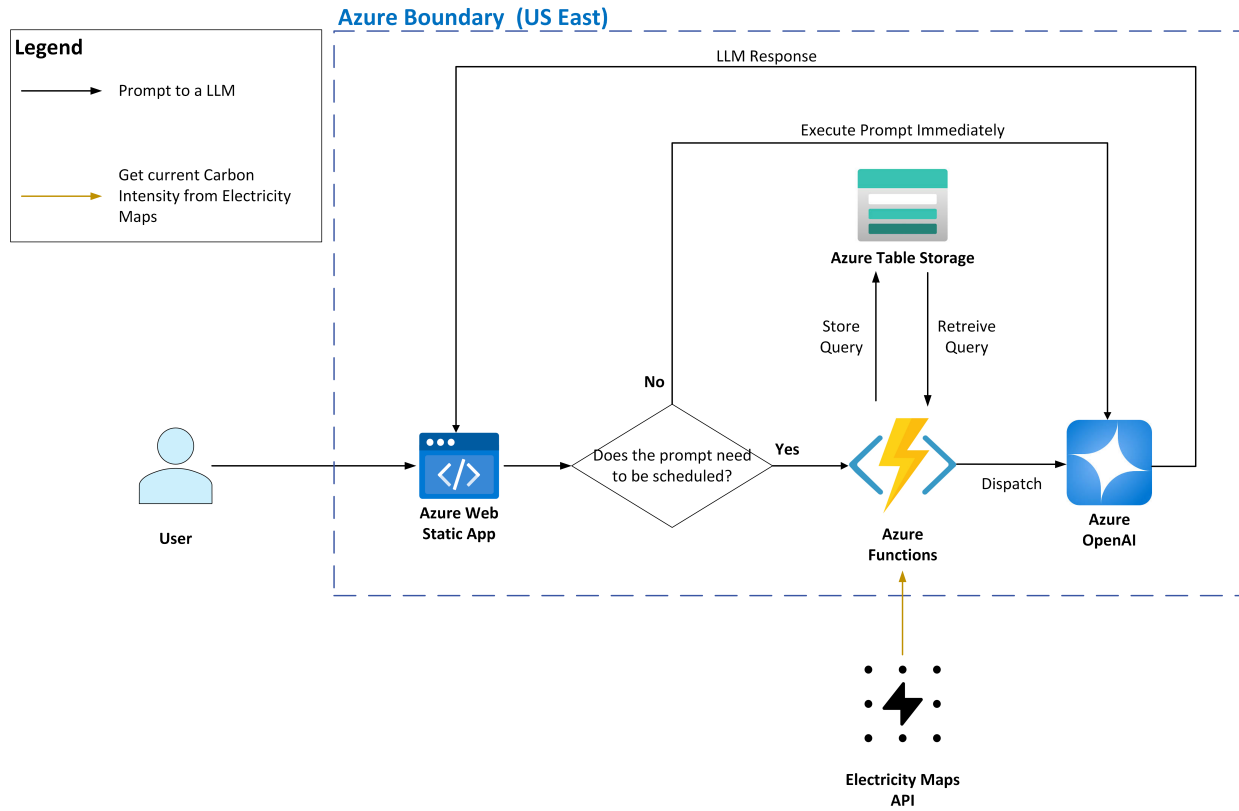 Azure Boundary  (US East)
Legend
Prompt to a LLM
Get current Carbon
Intensity from Electricity
Maps
LLM Response
Execute Prompt Immediately
Azure Table Storage
Store
Query
Retreive
Query
No
Does the prompt need
to be scheduled?
Yes
Dispatch
User
Azure Web
Static App
Azure
Functions
Azure
OpenAI
Electricity Maps
API